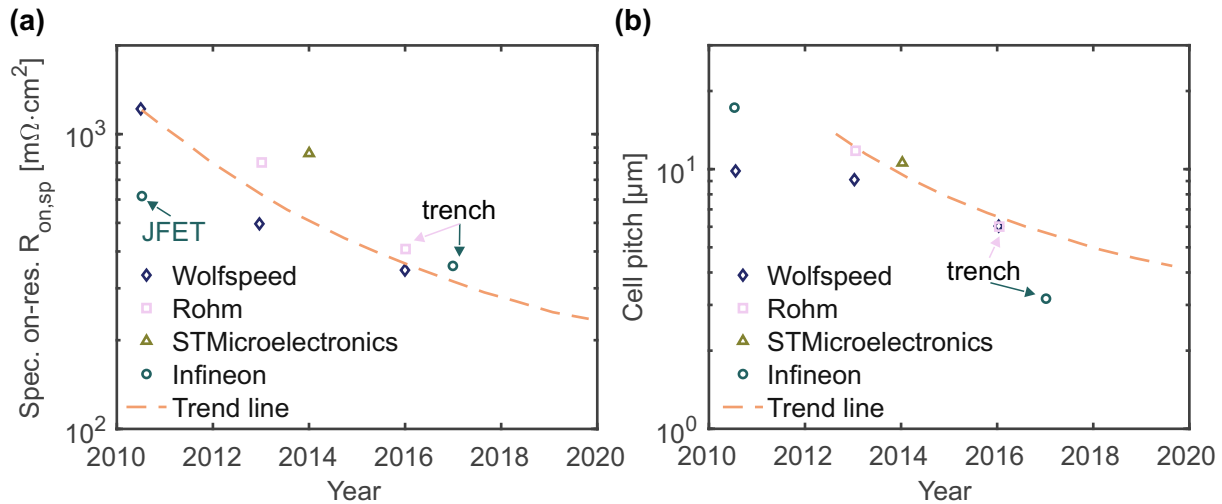 (a)
Spec. on-res. R_on,sp [mΩ·cm²]
10³
10²
JFET
trench
Wolfspeed
Rohm
STMicroelectronics
Infineon
Trend line
2010 2012 2014 2016 2018 2020
Year
(b)
Cell pitch [μm]
10¹
10⁰
trench
Wolfspeed
Rohm
STMicroelectronics
Infineon
Trend line
2010 2012 2014 2016 2018 2020
Year